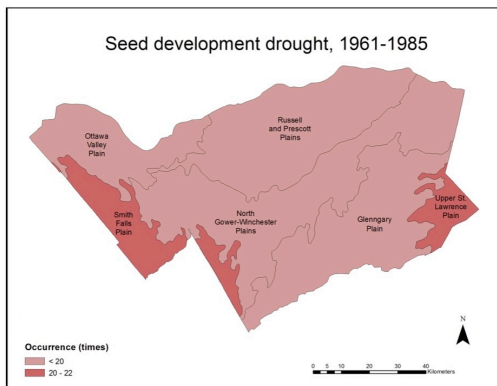 Seed development drought, 1961-1985
Ottawa
Valley
Plain
Russell
and Prescott
Plains
Smith
Falls
Plain
North
Gower-Winchester
Plains
Glenngary
Plain
Upper St.
Lawrence
Plain
Occurrence (times)
< 20
20 - 22
N
0 5 10 20 30 40
Kilometers